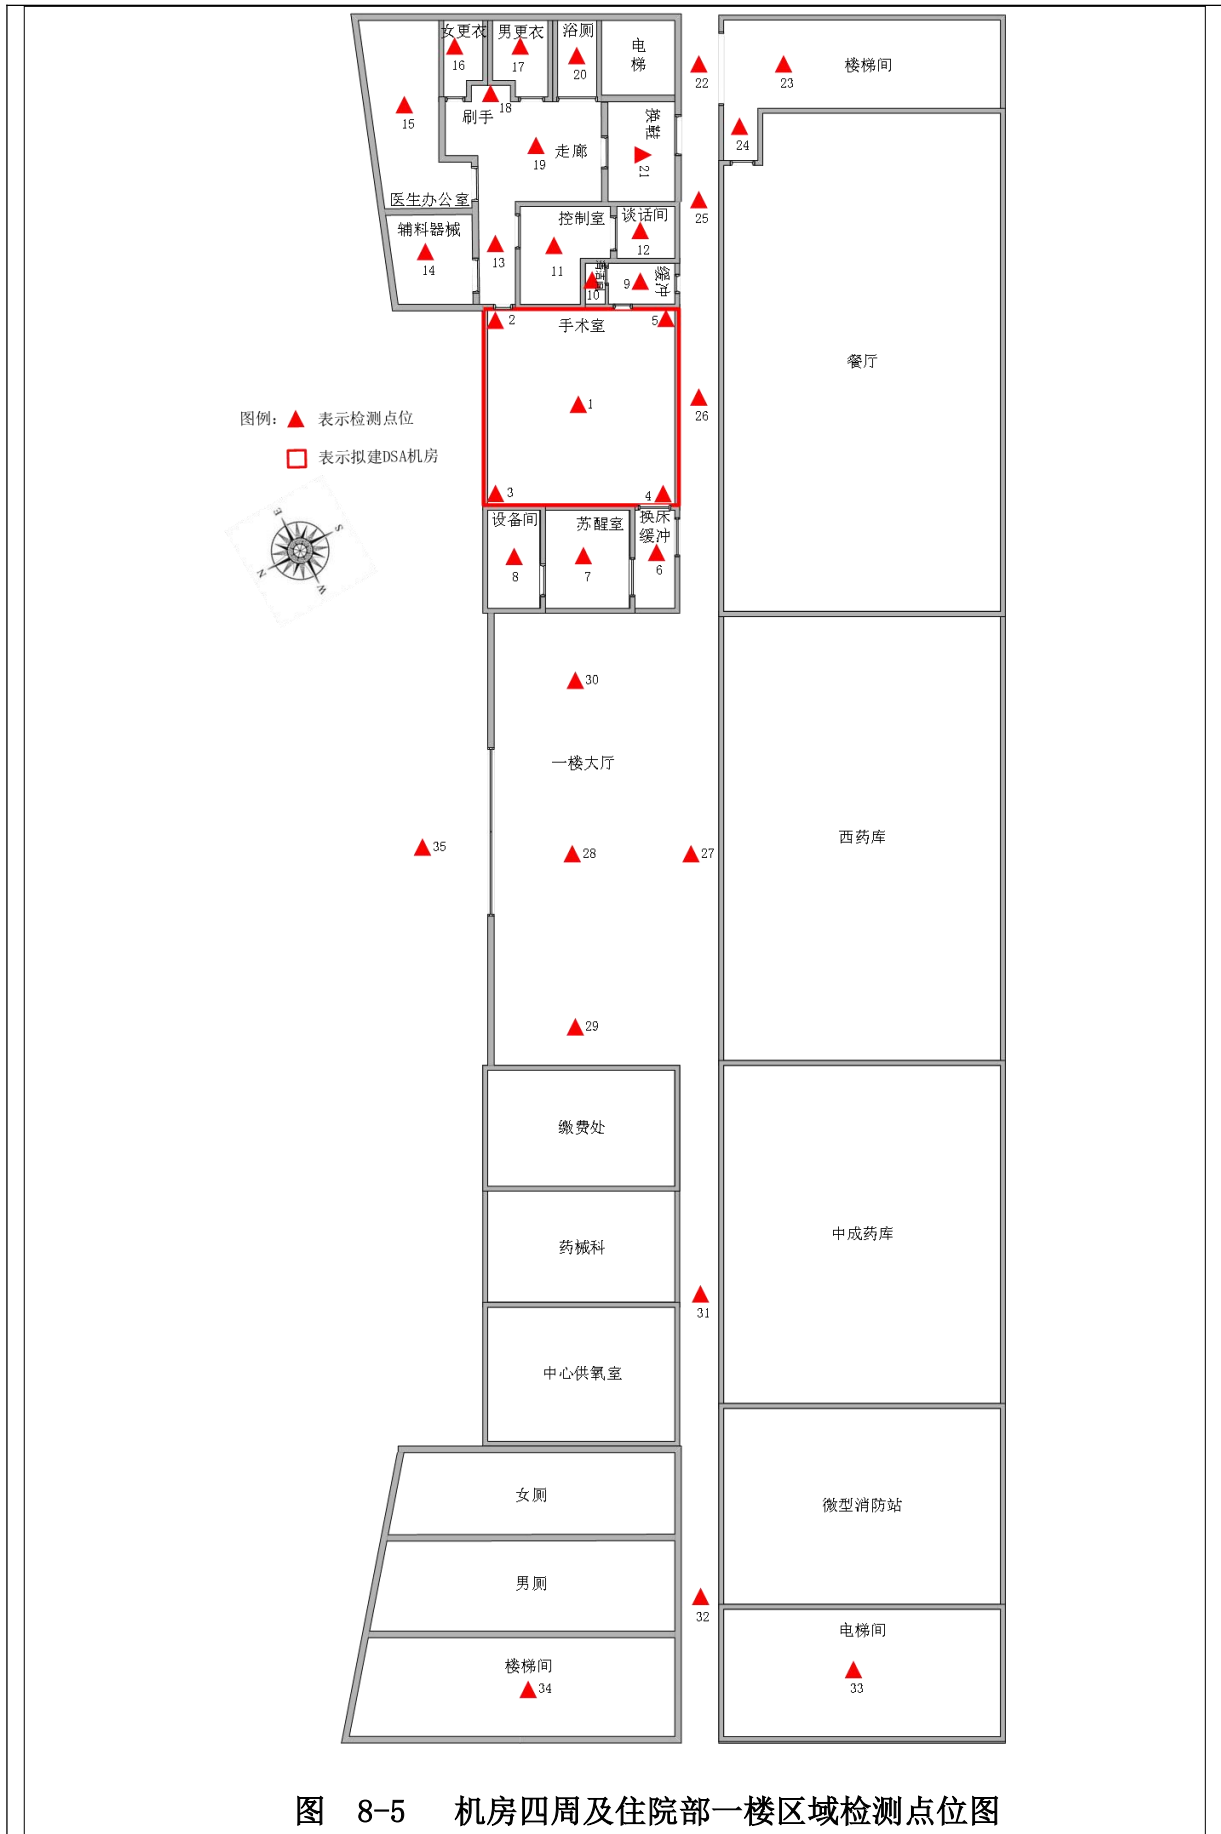 女更衣
男更衣
浴厕
电梯
楼梯间
16
17
20
22
23
18
15
刷手
换鞋
24
19
走廊
21
医生办公室
25
控制室
谈话间
辅料器械
14
13
11
12
清洁间
10
9
缓冲
2
手术室
5
餐厅
1
26
图例：
表示检测点位
表示拟建DSA机房
3
4
E
S
N
W
设备间
苏醒室
换床
缓冲
8
7
6
30
一楼大厅
35
28
27
西药库
29
缴费处
药械科
中成药库
31
中心供氧室
女厕
微型消防站
男厕
32
电梯间
楼梯间
34
33
图 8-5 机房四周及住院部一楼区域检测点位图